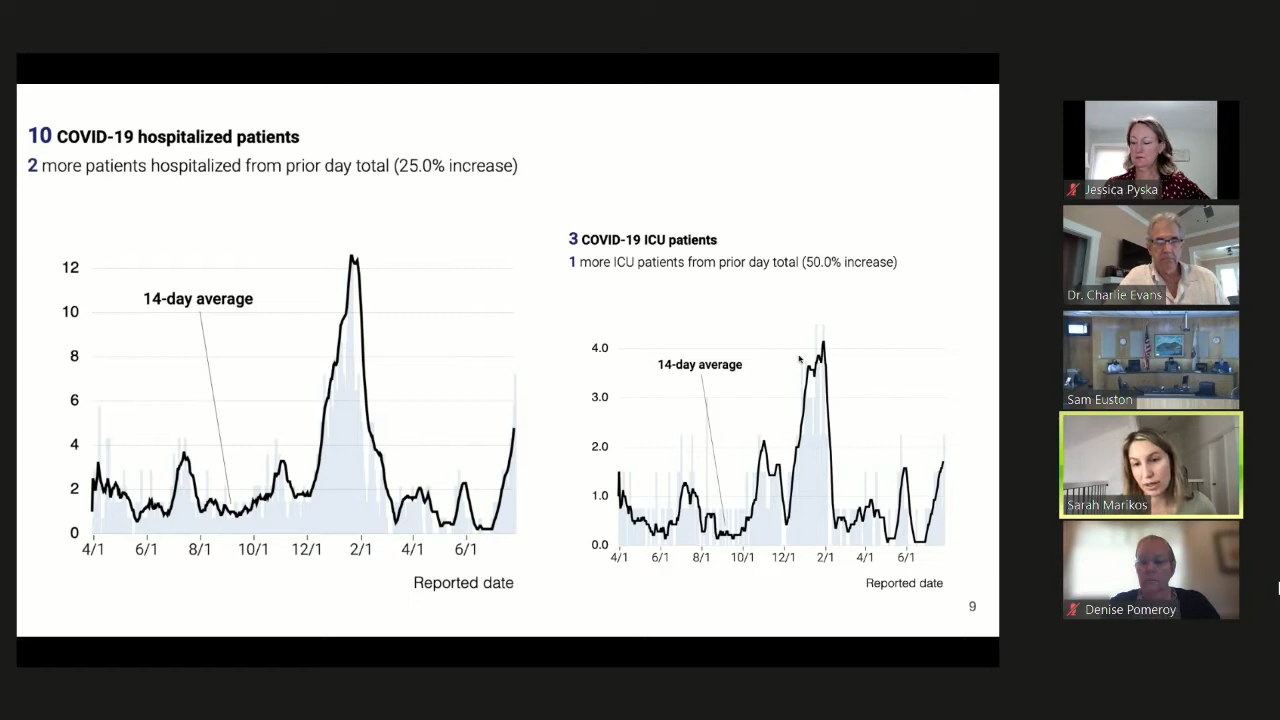 10 COVID-19 hospitalized patients
2 more patients hospitalized from prior day total (25.0% increase)
12
10
8
6
4
2
0
14-day average
4/1 6/1 8/1 10/1 12/1 2/1 4/1 6/1
Reported date
3 COVID-19 ICU patients
1 more ICU patients from prior day total (50.0% increase)
4.0
3.0
2.0
1.0
0.0
14-day average
4/1 6/1 8/1 10/1 12/1 2/1 4/1 6/1
Reported date
9
Jessica Pyska
Dr. Charlie Evans
Sam Euston
Sarah Marikos
Denise Pomeroy